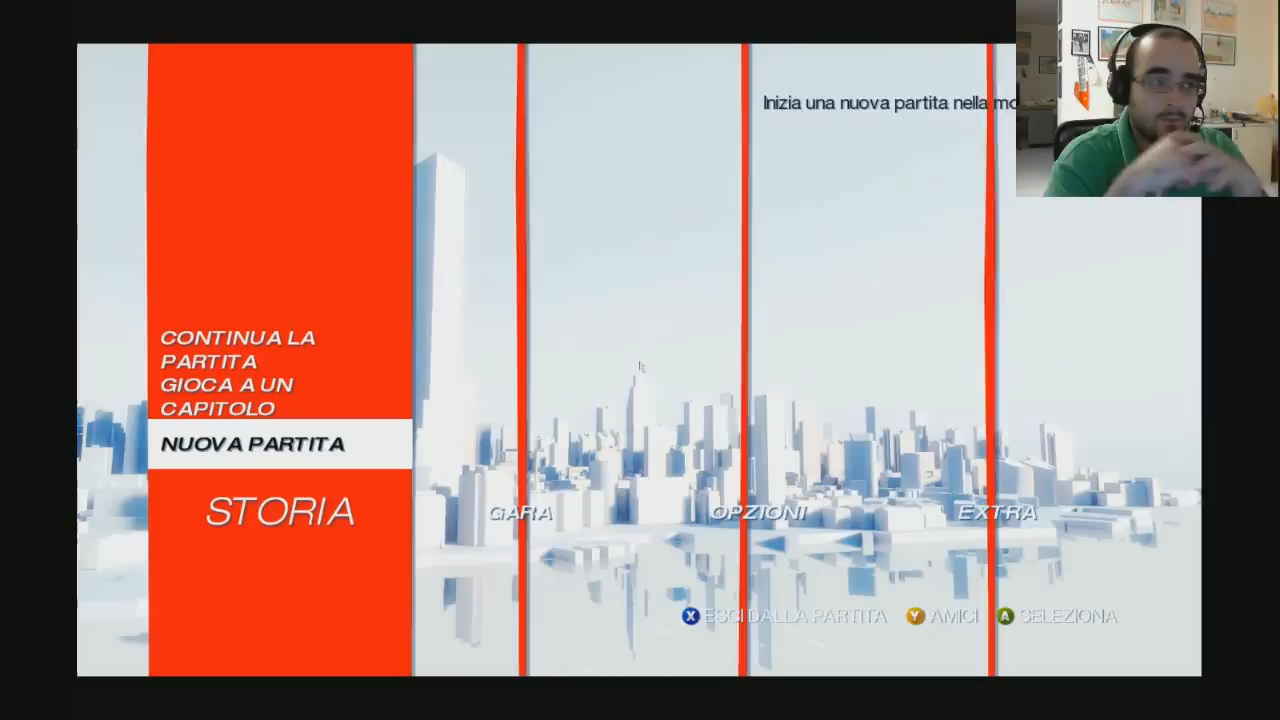 Inizia una nuova partita nella
CONTINUA LA
PARTITA
GIOCA A UN
CAPITOLO
NUOVA PARTITA
STORIA
GARA
OPZIONI
EXTRA
X ESCI DALLA PARTITA
Y AMICI
A SELEZIONA